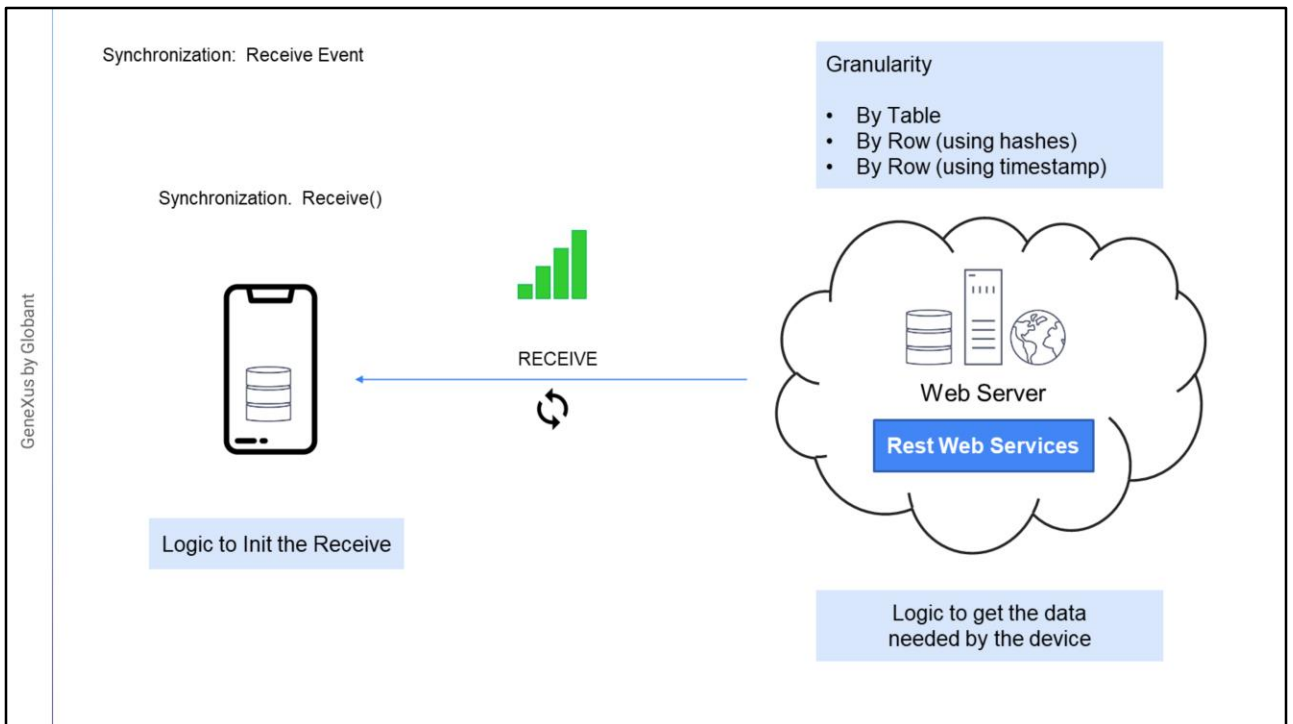 Synchronization: Receive Event
Granularity
• By Table
• By Row (using hashes)
• By Row (using timestamp)
Synchronization. Receive()
RECEIVE
Web Server
Rest Web Services
Logic to Init the Receive
Logic to get the data
needed by the device
GeneXus by Globant